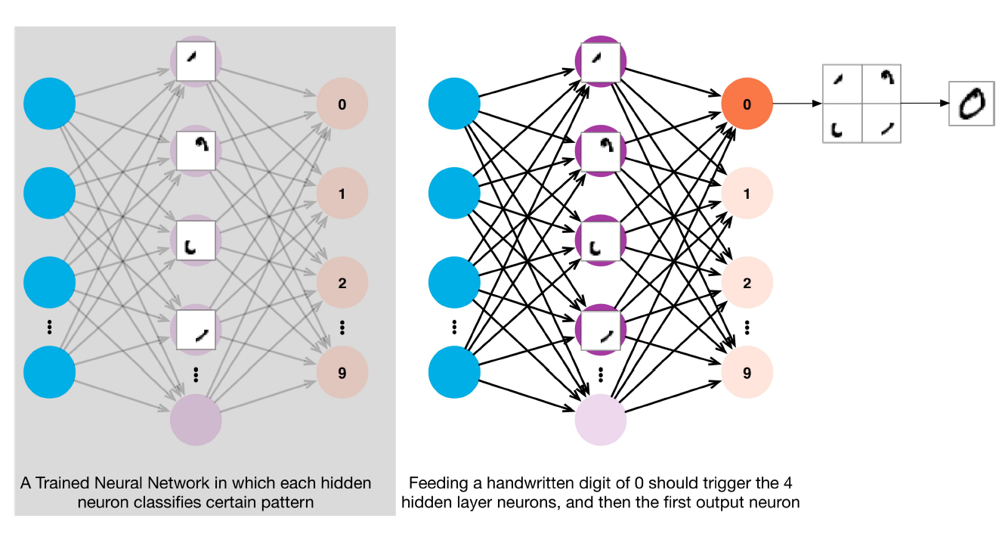 0
1
2
9
A Trained Neural Network in which each hidden
neuron classifies certain pattern
0
1
2
9
Feeding a handwritten digit of 0 should trigger the 4
hidden layer neurons, and then the first output neuron
0